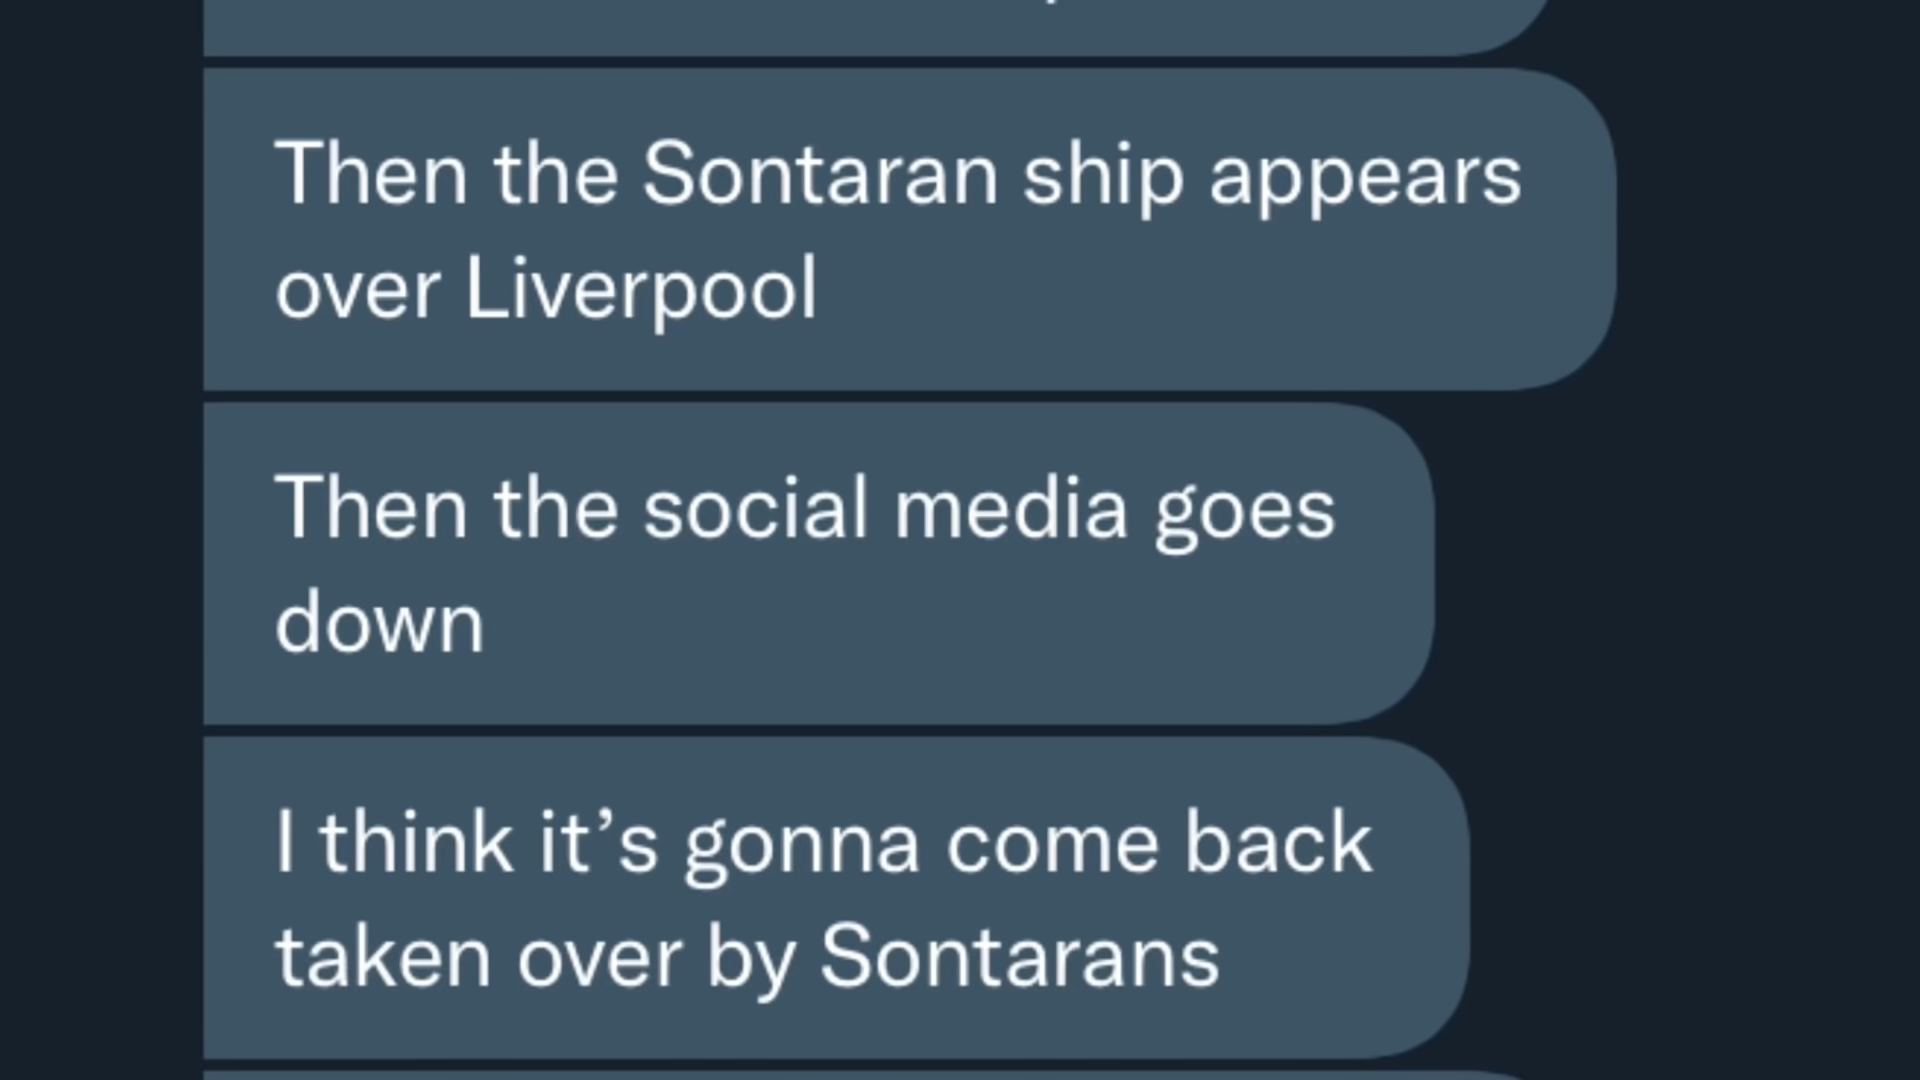 Then the Sontaran ship appears
over Liverpool
Then the social media goes
down
I think it’s gonna come back
taken over by Sontarans